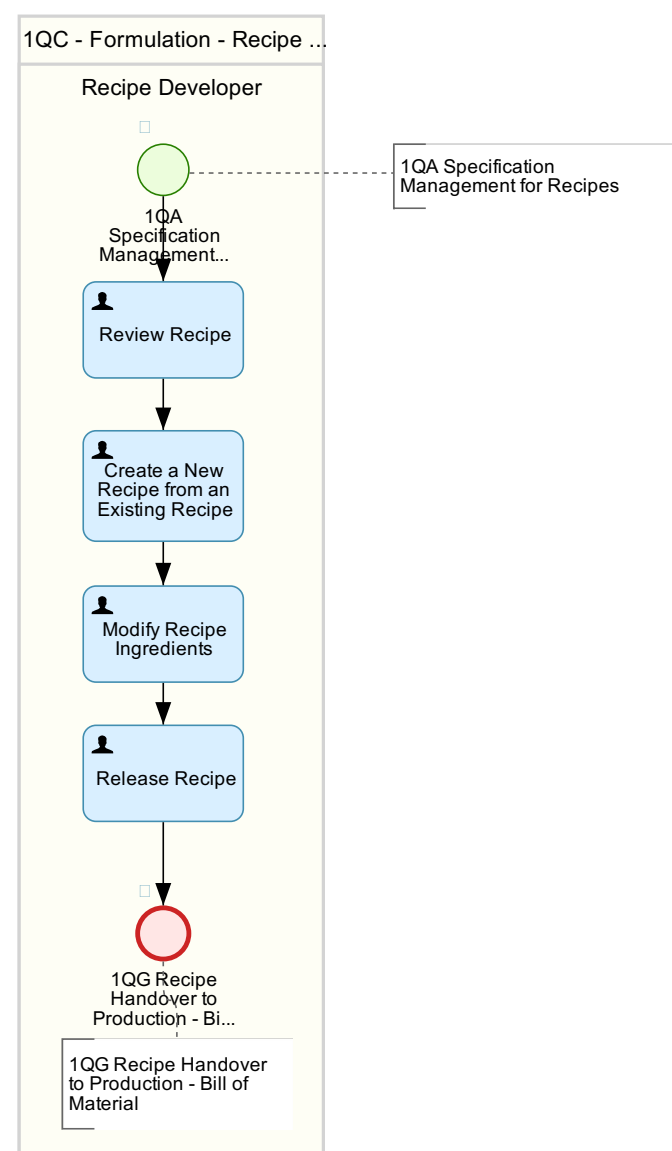 1QC - Formulation - Recipe ...
Recipe Developer
1QA Specification
Management for Recipes
1QA
Specification
Management...
Review Recipe
Create a New
Recipe from an
Existing Recipe
Modify Recipe
Ingredients
Release Recipe
1QG Recipe
Handover to
Production - Bi...
1QG Recipe Handover
to Production - Bill of
Material